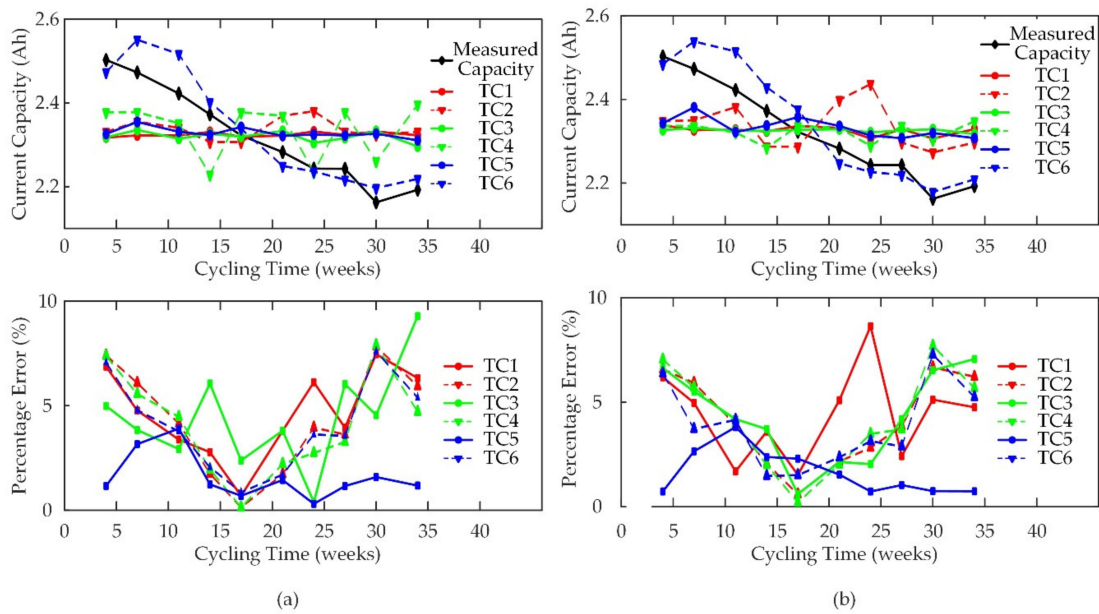 2.6
2.4
2.2
Current Capacity (Ah)
Measured
Capacity
TC1
TC2
TC3
TC4
TC5
TC6
0 5 10 15 20 25 30 35 40
Cycling Time (weeks)
2.6
2.4
2.2
Current Capacity (Ah)
Measured
Capacity
TC1
TC2
TC3
TC4
TC5
TC6
0 5 10 15 20 25 30 35 40
Cycling Time (weeks)
10
5
0
Percentage Error (%)
TC1
TC2
TC3
TC4
TC5
TC6
0 5 10 15 20 25 30 35 40
Cycling Time (weeks)
(a)
10
5
0
Percentage Error (%)
TC1
TC2
TC3
TC4
TC5
TC6
0 5 10 15 20 25 30 35 40
Cycling Time (weeks)
(b)